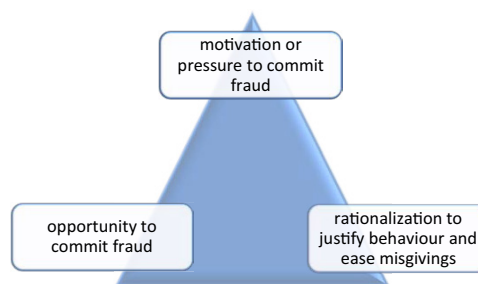 motivation or
pressure to commit
fraud
opportunity to
commit fraud
rationalization to
justify behaviour and
ease misgivings